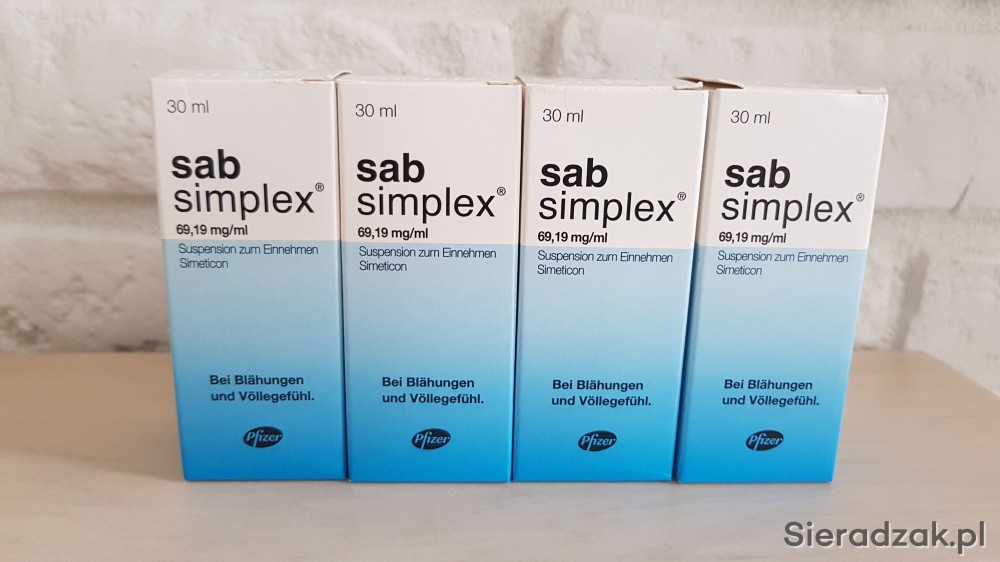 30 ml
sab
simplex®
69,19 mg/ml
Suspension zum Einnehmen
Simeticon
Bei Blähungen
und Völlegefühl.
Pfizer
30 ml
sab
simplex®
69,19 mg/ml
Suspension zum Einnehmen
Simeticon
Bei Blähungen
und Völlegefühl.
Pfizer
30 ml
sab
simplex®
69,19 mg/ml
Suspension zum Einnehmen
Simeticon
Bei Blähungen
und Völlegefühl.
Pfizer
30 ml
sab
simplex®
69,19 mg/ml
Suspension zum Einnehmen
Simeticon
Bei Blähungen
und Völlegefühl.
Pfizer
Sieradzak.pl